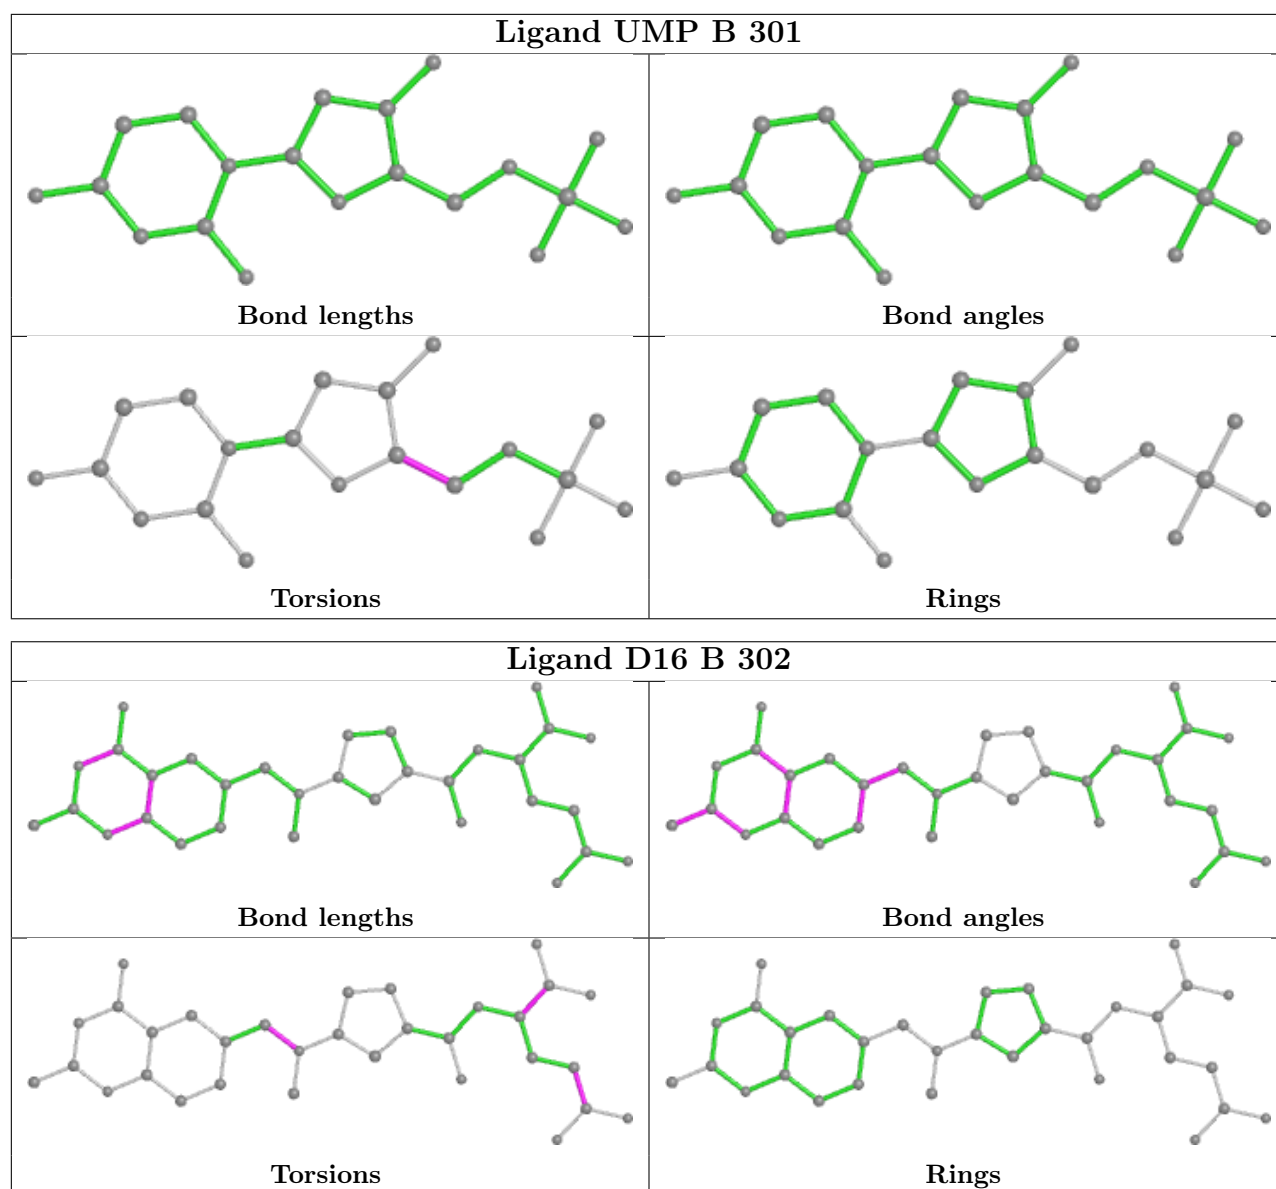 Ligand UMP B 301
Bond lengths
Bond angles
Torsions
Rings
Ligand D16 B 302
Bond lengths
Bond angles
Torsions
Rings